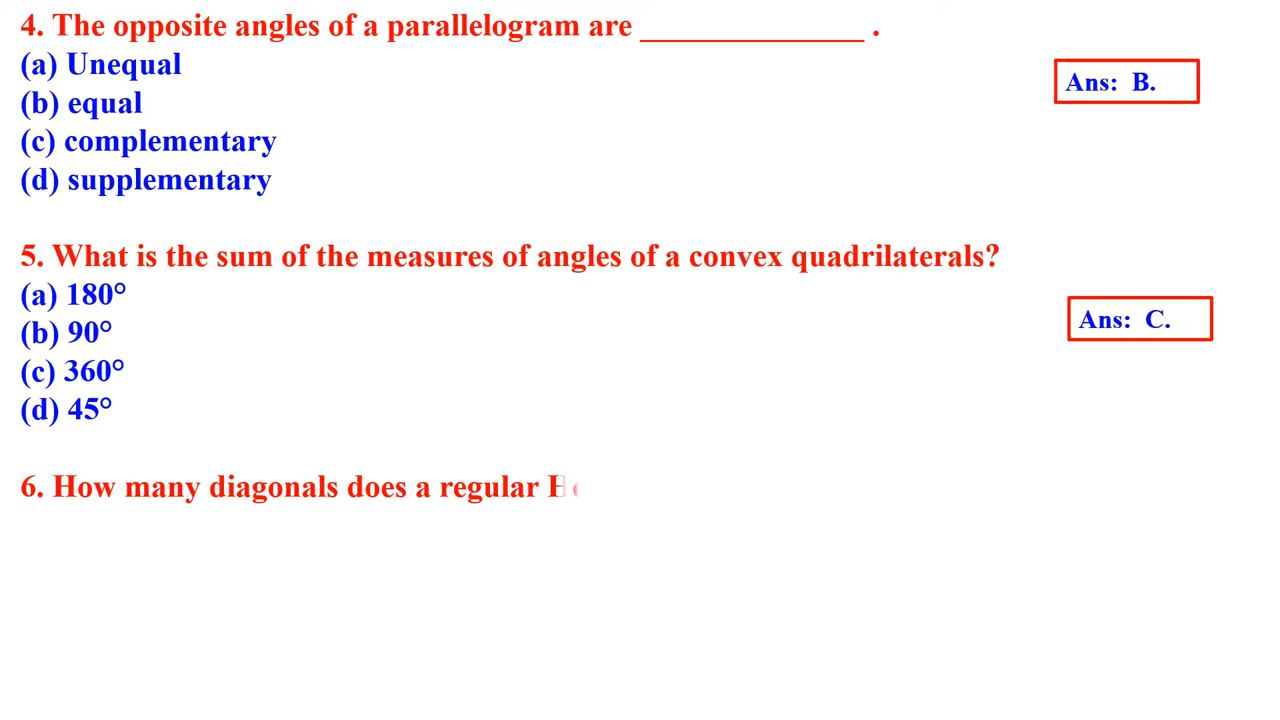 4. The opposite angles of a parallelogram are ______________ .
(a) Unequal
(b) equal
(c) complementary
(d) supplementary
Ans: B.
5. What is the sum of the measures of angles of a convex quadrilaterals?
(a) 180°
(b) 90°
(c) 360°
(d) 45°
Ans: C.
6. How many diagonals does a regular